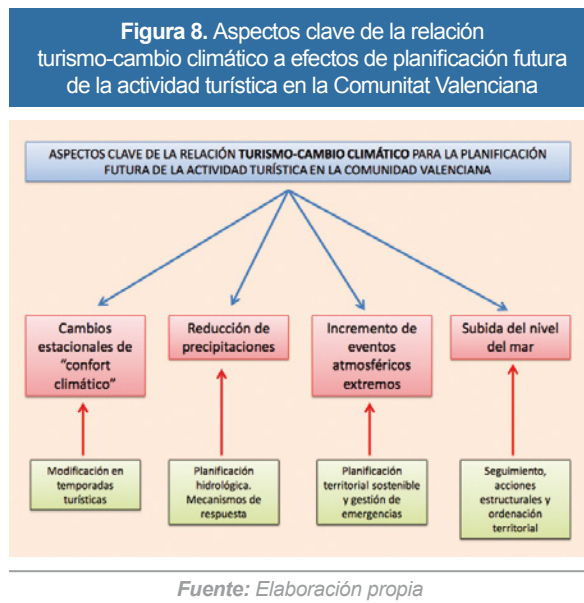 Figura 8. Aspectos clave de la relación
turismo-cambio climático a efectos de planificación futura
de la actividad turística en la Comunitat Valenciana
ASPECTOS CLAVE DE LA RELACIÓN TURISMO-CAMBIO CLIMÁTICO PARA LA PLANIFICACIÓN
FUTURA DE LA ACTIVIDAD TURÍSTICA EN LA COMUNIDAD VALENCIANA
Cambios
estacionales de
"confort
climático"
Reducción de
precipitaciones
Incremento de
eventos
atmosféricos
extremos
Subida del nivel
del mar
Modificación en
temporadas
turísticas
Planificación
hidrológica.
Mecanismos de
respuesta
Planificación
territorial sostenible
y gestión de
emergencias
Seguimiento,
acciones
estructurales y
ordenación
territorial
Fuente: Elaboración propia